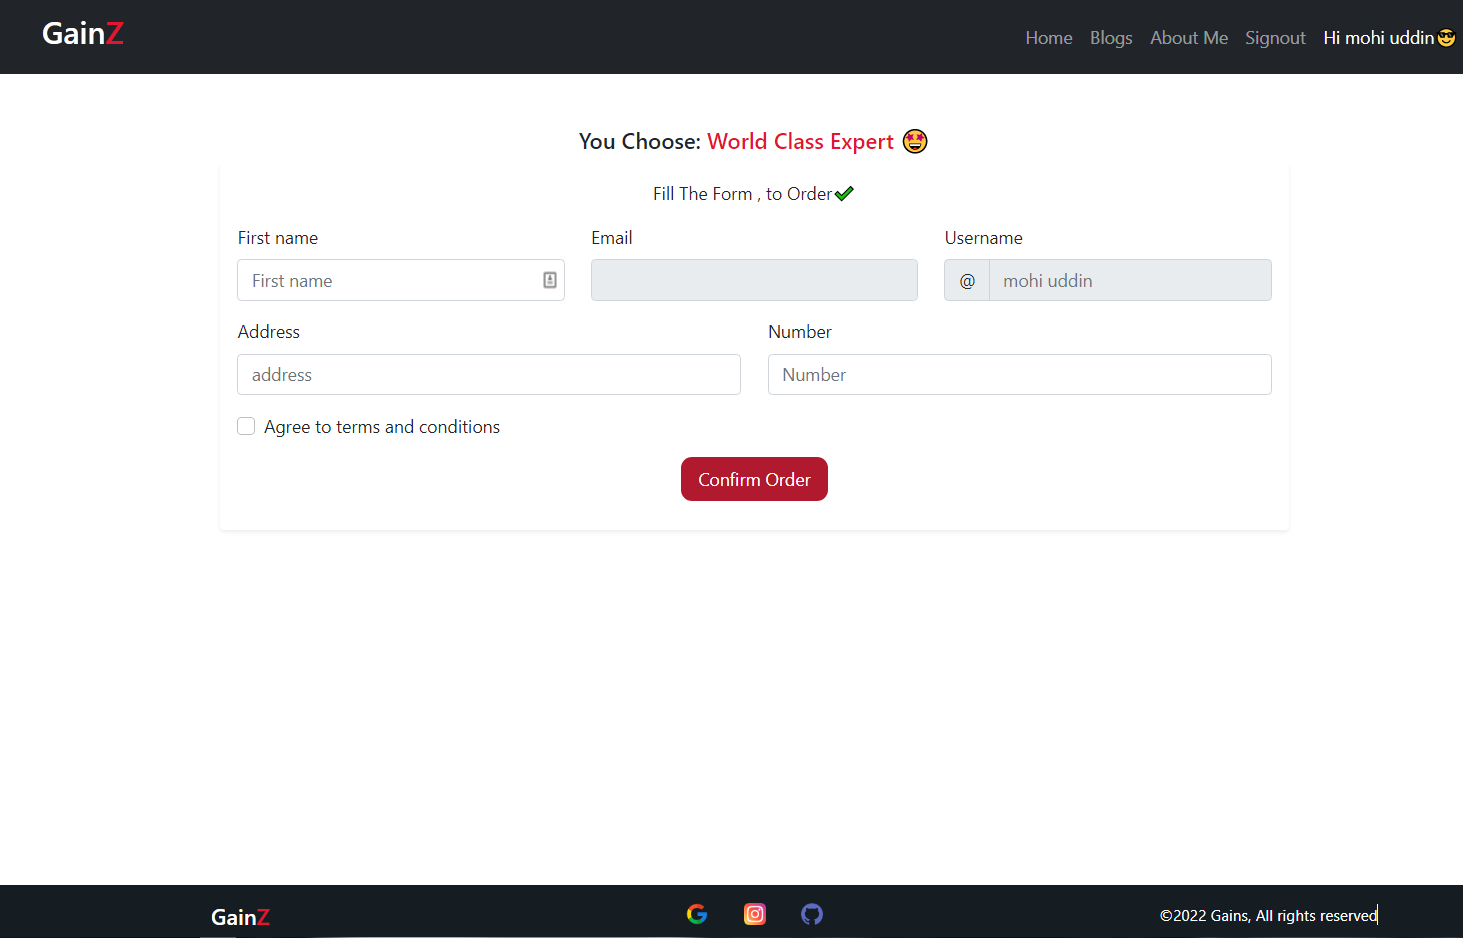 GainZ
Home Blogs About Me Signout Hi mohi uddin😎
You Choose: World Class Expert 🤩
Fill The Form , to Order✔
First name Email Username
First name @ mohi uddin
Address Number
address Number
Agree to terms and conditions
Confirm Order
GainZ
©2022 Gains, All rights reserved